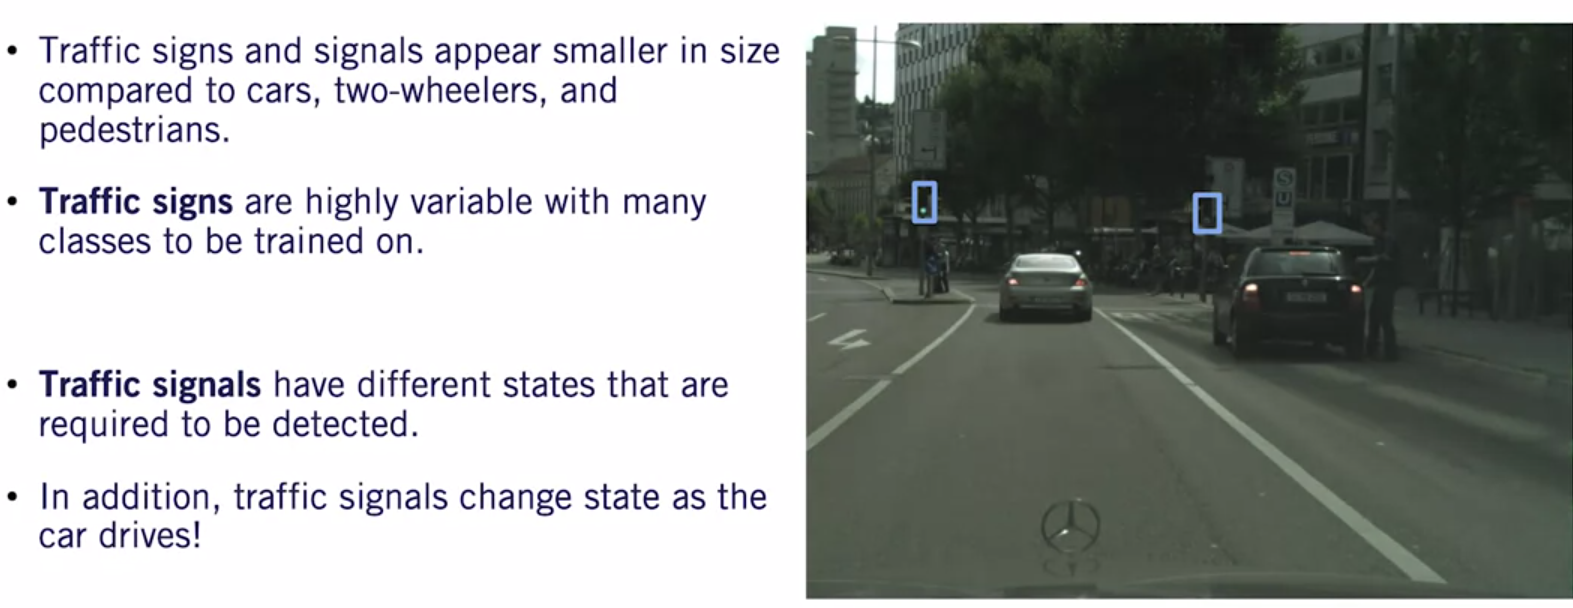 • Traffic signs and signals appear smaller in size
compared to cars, two-wheelers, and
pedestrians.
• Traffic signs are highly variable with many
classes to be trained on.
• Traffic signals have different states that are
required to be detected.
• In addition, traffic signals change state as the
car drives!
S
U